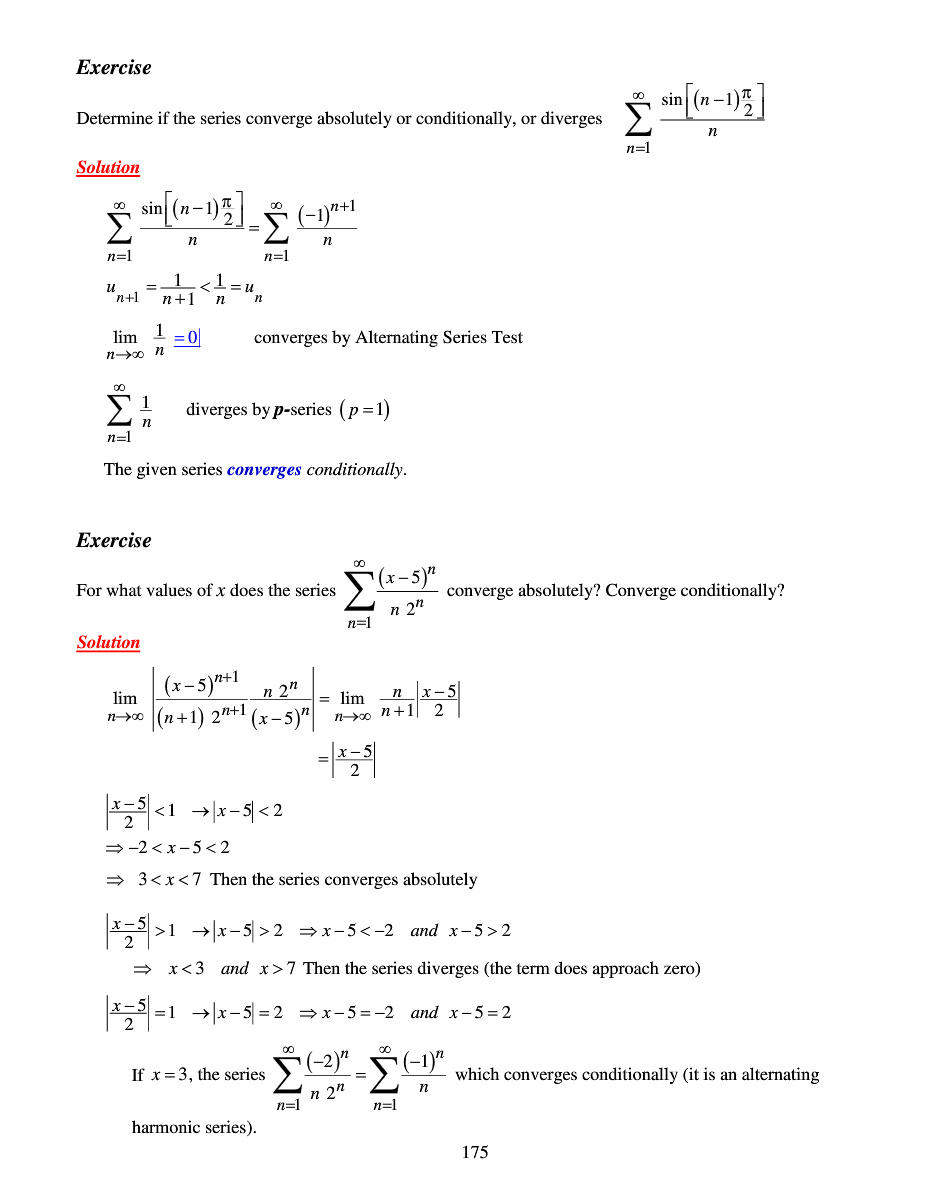 Exercise
Determine if the series converge absolutely or conditionally, or diverges \sum_{n=1}^{\infty} \frac{\sin\left[(n-1)\frac{\pi}{2}\right]}{n}
Solution
\sum_{n=1}^{\infty} \frac{\sin\left[(n-1)\frac{\pi}{2}\right]}{n} = \sum_{n=1}^{\infty} \frac{(-1)^{n+1}}{n}
u_{n+1} = \frac{1}{n+1} < \frac{1}{n} = u_n
\lim_{n\to\infty} \frac{1}{n} = 0| converges by Alternating Series Test
\sum_{n=1}^{\infty} \frac{1}{n} diverges by p-series (p = 1)
The given series converges conditionally.
Exercise
For what values of x does the series \sum_{n=1}^{\infty} \frac{(x-5)^n}{n\ 2^n} converge absolutely? Converge conditionally?
Solution
\lim_{n\to\infty} \left|\frac{(x-5)^{n+1}}{(n+1)\ 2^{n+1}} \frac{n\ 2^n}{(x-5)^n}\right| = \lim_{n\to\infty} \frac{n}{n+1}\left|\frac{x-5}{2}\right|
= \left|\frac{x-5}{2}\right|
\left|\frac{x-5}{2}\right| < 1 → |x − 5| < 2
⇒ −2 < x − 5 < 2
⇒ 3 < x < 7 Then the series converges absolutely
\left|\frac{x-5}{2}\right| > 1 → |x − 5| > 2 ⇒ x − 5 < −2 and x − 5 > 2
⇒ x < 3 and x > 7 Then the series diverges (the term does approach zero)
\left|\frac{x-5}{2}\right| = 1 → |x − 5| = 2 ⇒ x − 5 = −2 and x − 5 = 2
If x = 3, the series \sum_{n=1}^{\infty} \frac{(-2)^n}{n\ 2^n} = \sum_{n=1}^{\infty} \frac{(-1)^n}{n} which converges conditionally (it is an alternating
harmonic series).
175